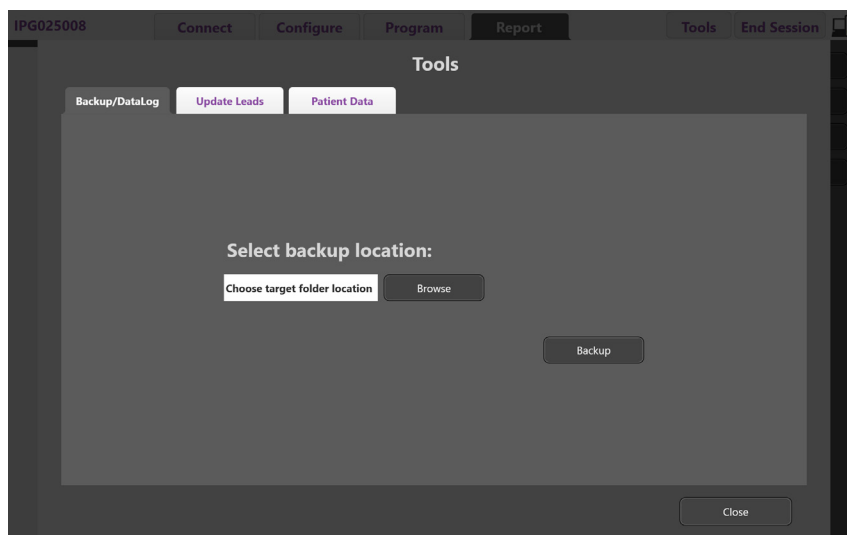 IPG025008 Connect Configure Program Report Tools End Session
Tools
Backup/DataLog Update Leads Patient Data
Select backup location:
Choose target folder location Browse
Backup
Close